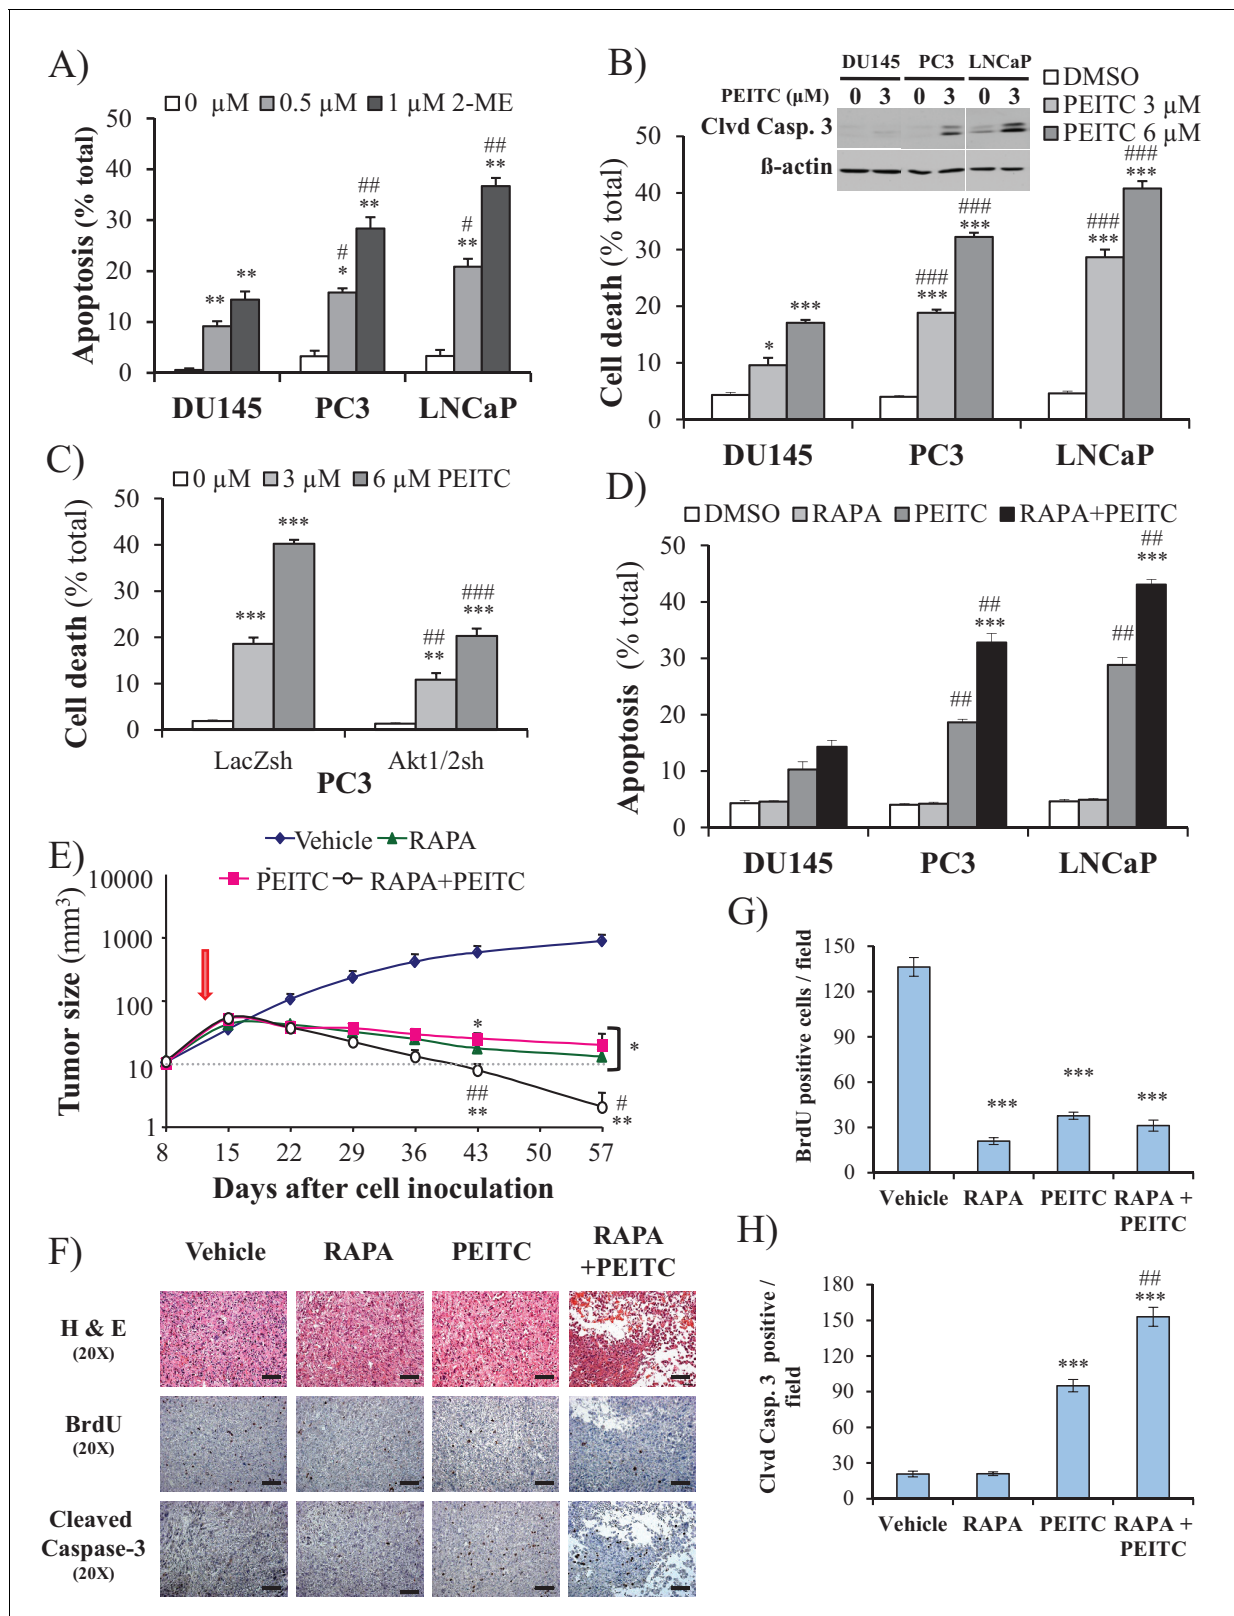 A)
0 µM 0.5 µM 1 µM 2-ME
Apoptosis (% total)
50
40
30
20
10
0
** **
# * ## **
# ** ## **
DU145 PC3 LNCaP
B)
DU145 PC3 LNCaP
PEITC (µM) 0 3 0 3 0 3
Clvd Casp. 3
ß-actin
DMSO
PEITC 3 µM
PEITC 6 µM
Cell death (% total)
50
40
30
20
10
0
* ***
### *** ### ***
### *** ### ***
DU145 PC3 LNCaP
C)
0 µM 3 µM 6 µM PEITC
Cell death (% total)
50
40
30
20
10
0
*** ***
## ** ### ***
LacZsh Akt1/2sh
PC3
D)
DMSO RAPA PEITC RAPA+PEITC
Apoptosis (% total)
50
40
30
20
10
0
## ## ***
## ## ***
DU145 PC3 LNCaP
E)
Vehicle RAPA
PEITC RAPA+PEITC
Tumor size (mm³)
10000
1000
100
10
1
*
*
##
**
#
**
8 15 22 29 36 43 50 57
Days after cell inoculation
F)
Vehicle RAPA PEITC RAPA
+PEITC
H & E
(20X)
BrdU
(20X)
Cleaved
Caspase-3
(20X)
G)
BrdU positive cells / field
150
120
90
60
30
0
*** *** ***
Vehicle RAPA PEITC RAPA +
PEITC
H)
Clvd Casp. 3 positive /
field
180
150
120
90
60
30
0
***
##
***
Vehicle RAPA PEITC RAPA +
PEITC